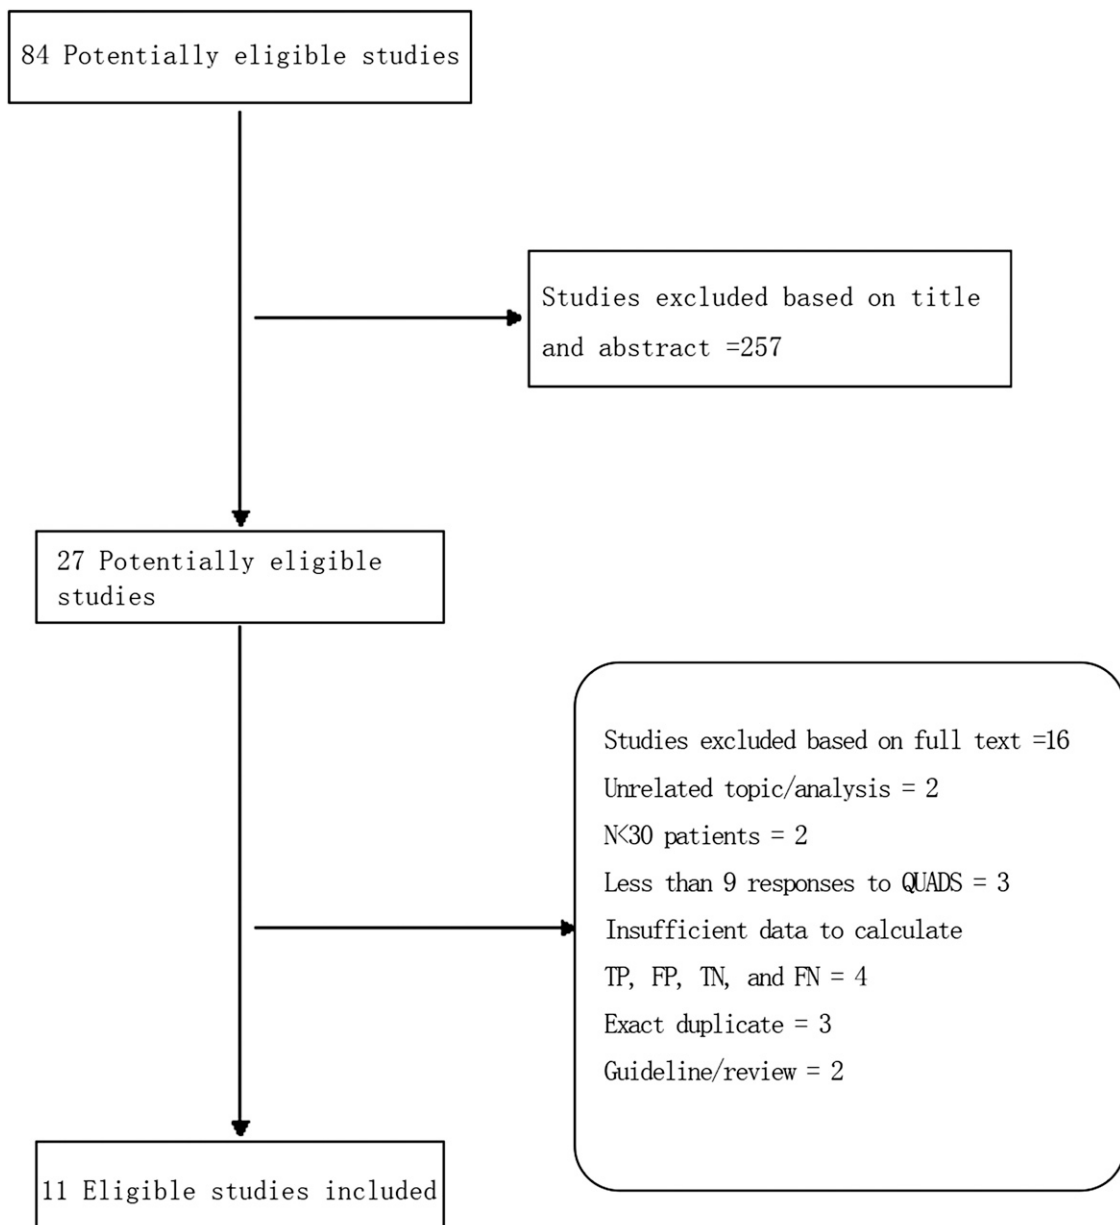 84 Potentially eligible studies
Studies excluded based on title
and abstract =257
27 Potentially eligible
studies
Studies excluded based on full text =16
Unrelated topic/analysis = 2
N<30 patients = 2
Less than 9 responses to QUADS = 3
Insufficient data to calculate
TP, FP, TN, and FN = 4
Exact duplicate = 3
Guideline/review = 2
11 Eligible studies included